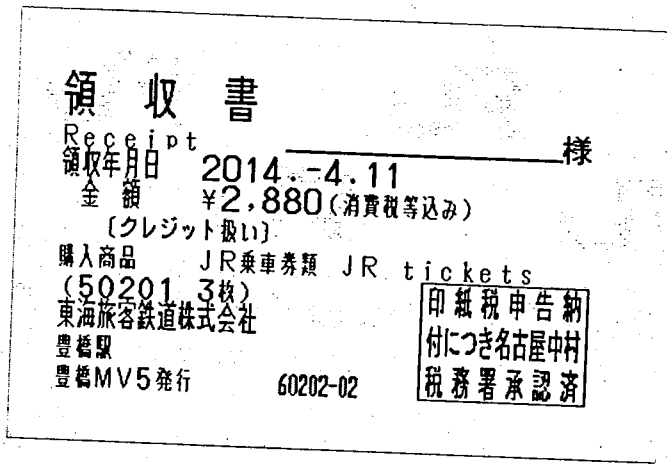 領収書
Receipt
様
領収年月日 2014.-4.11
金額 ¥2,880(消費税等込み)
〔クレジット扱い〕
購入商品 JR乗車券類 JR tickets
(50201 3枚)
東海旅客鉄道株式会社
豊橋駅
豊橋MV5発行 60202-02
印紙税申告納
付につき名古屋中村
税務署承認済